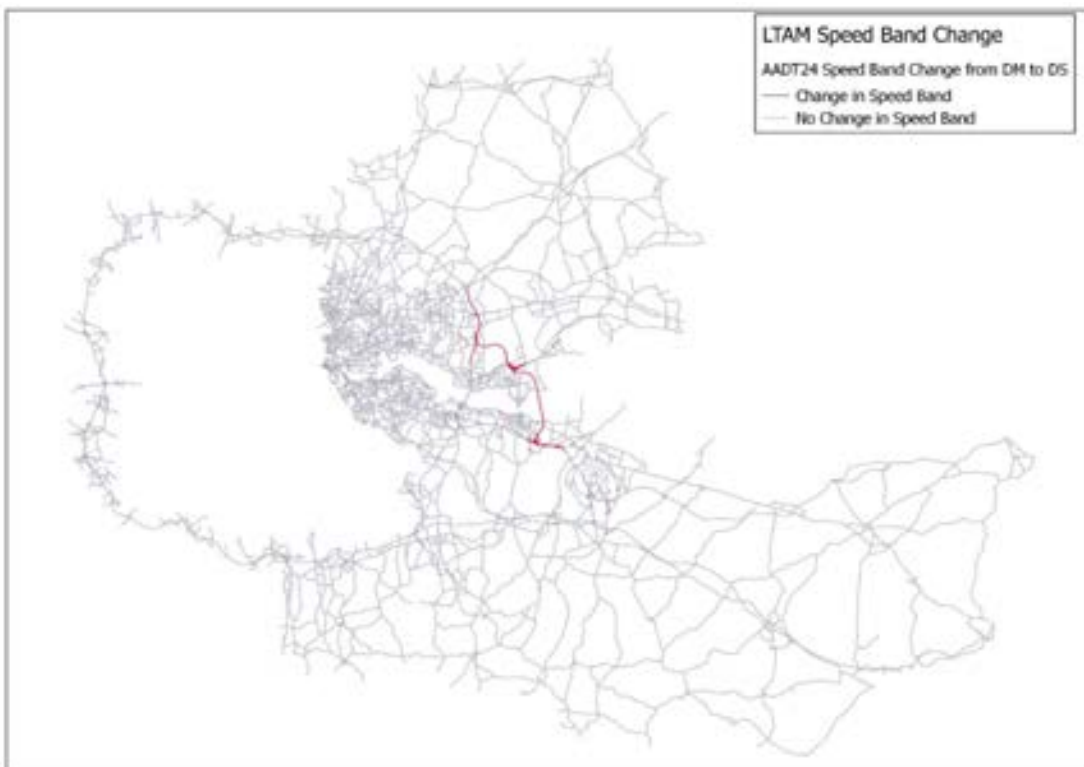 LTAM Speed Band Change
AADT24 Speed Band Change from DM to DS
Change in Speed Band
No Change in Speed Band